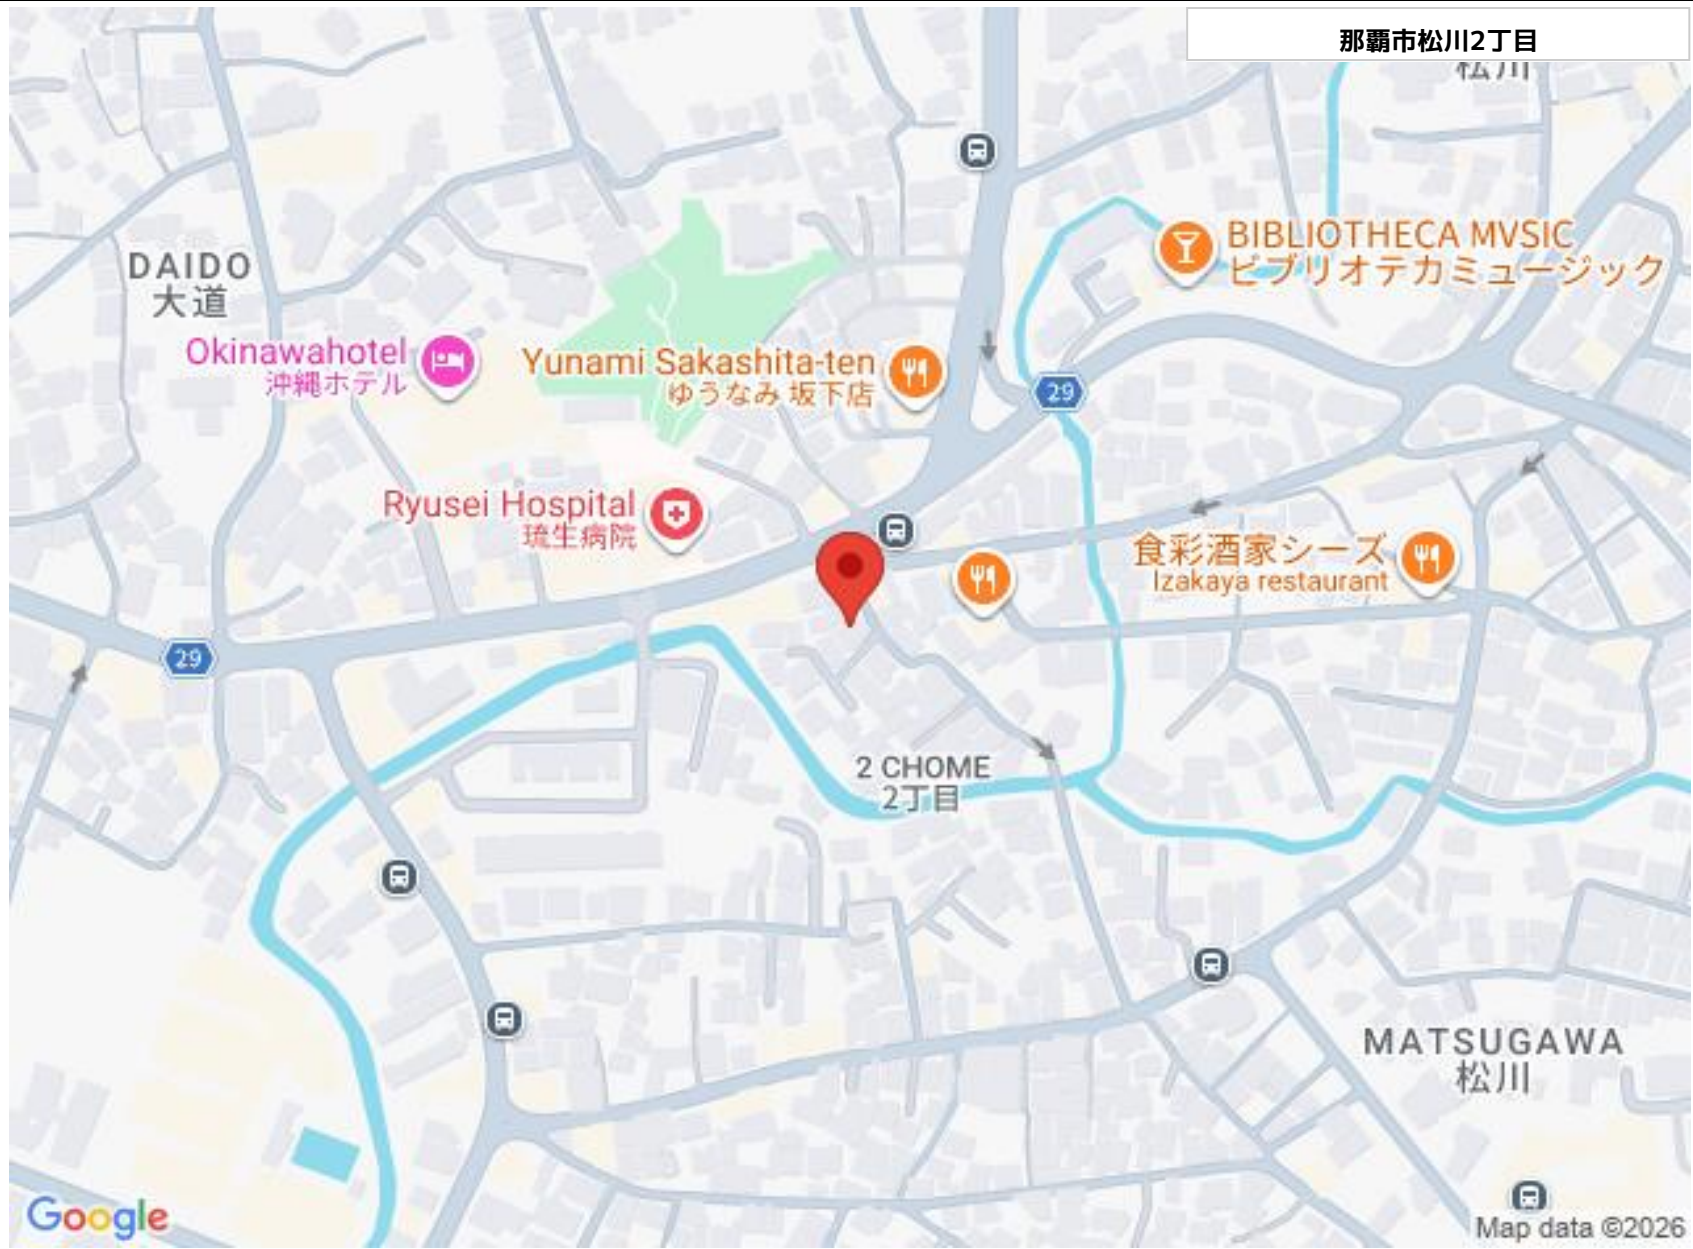 那覇市松川2丁目
松川
BIBLIOTHECA MVSIC
ビブリオテカミュージック
DAIDO
大道
Okinawahotel
沖縄ホテル
Yunami Sakashita-ten
ゆうなみ 坂下店
29
Ryusei Hospital
琉生病院
食彩酒家シーズ
Izakaya restaurant
29
2 CHOME
2丁目
MATSUGAWA
松川
Google
Map data ©2026